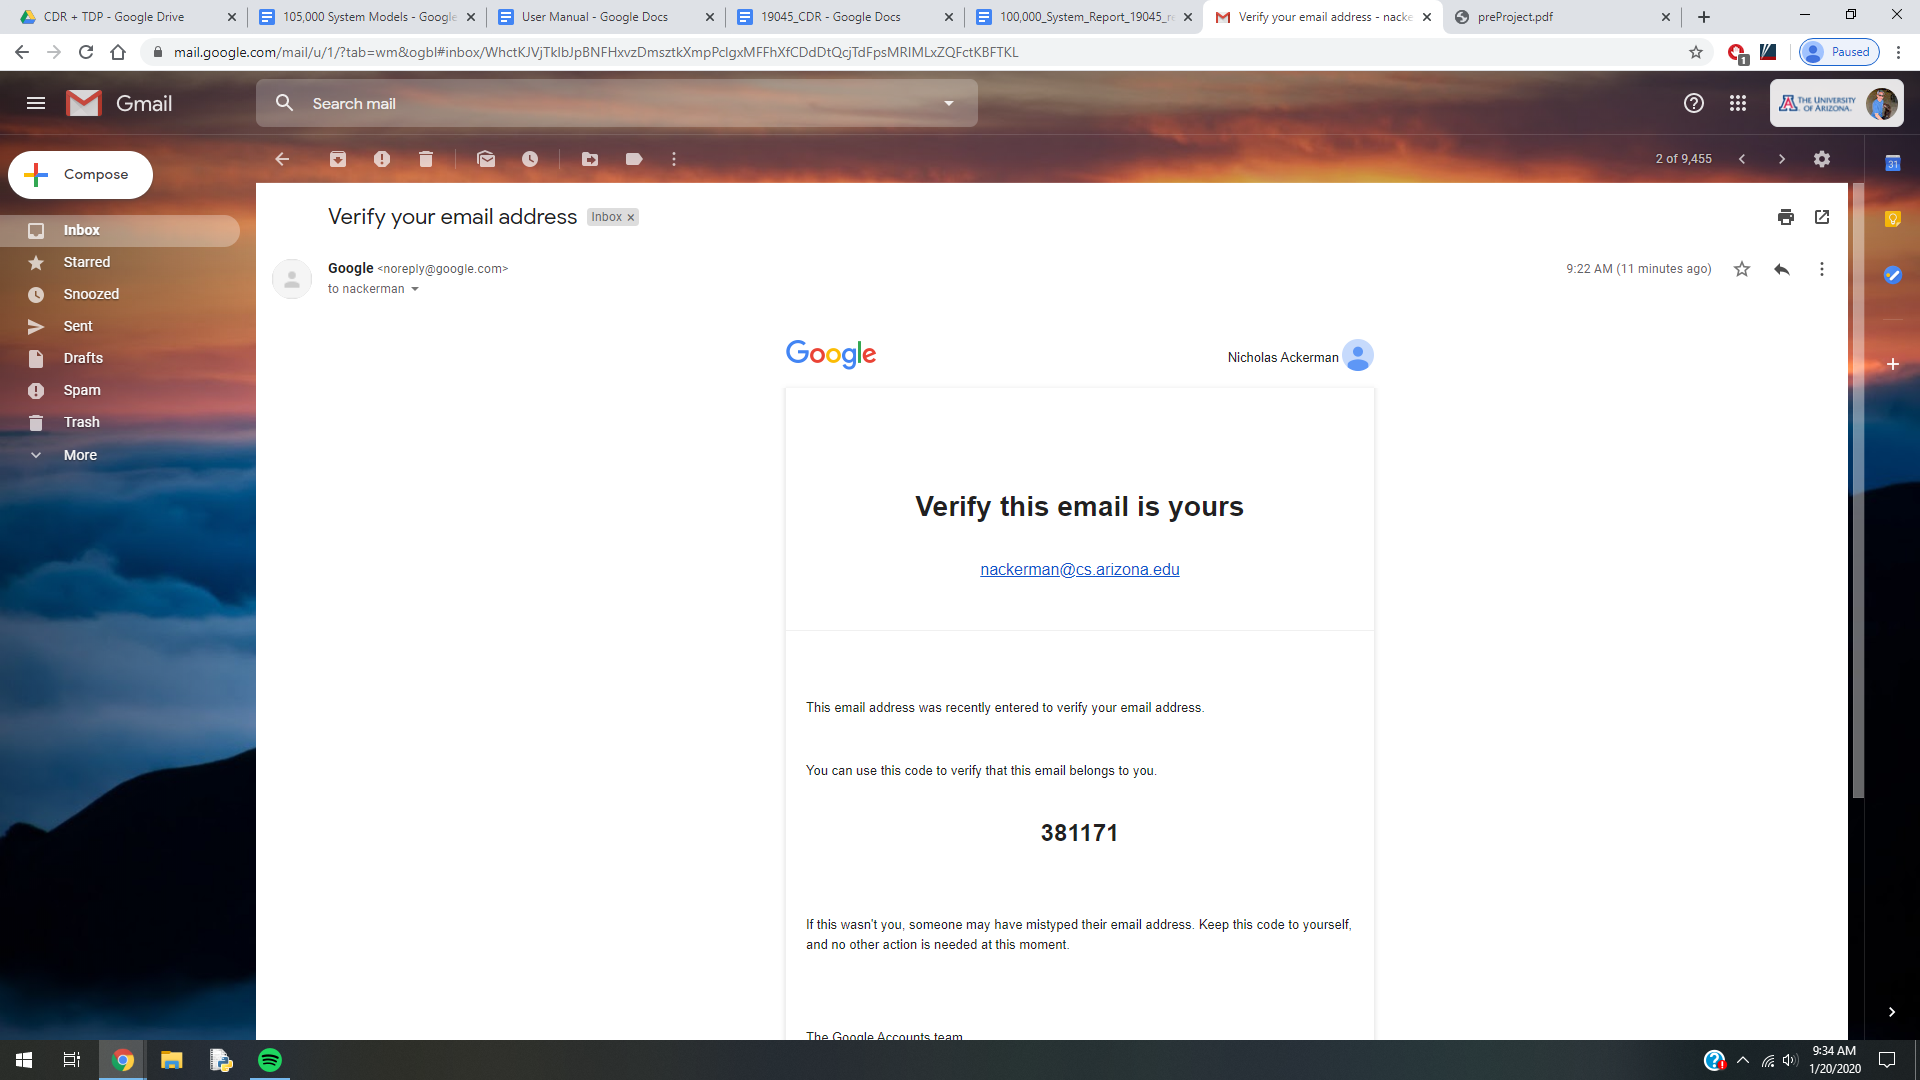 CDR + TDP - Google Drive
105,000 System Models - Google
User Manual - Google Docs
19045_CDR - Google Docs
100,000_System_Report_19045_re
Verify your email address - nacke
preProject.pdf
mail.google.com/mail/u/1/?tab=wm&ogbl#inbox/
1
Paused
Gmail
Search mail
THE UNIVERSITY
OF ARIZONA
Compose
2 of 9,455
31
Verify your email address
Inbox x
Inbox
Starred
Snoozed
Sent
Drafts
Spam
Trash
More
Google <noreply@google.com>
9:22 AM (11 minutes ago)
to nackerman
Google
Nicholas Ackerman
Verify this email is yours
nackerman@cs.arizona.edu
This email address was recently entered to verify your email address.
You can use this code to verify that this email belongs to you.
381171
If this wasn't you, someone may have mistyped their email address. Keep this code to yourself,
and no other action is needed at this moment.
The Google Accounts team
9:34 AM
1/20/2020